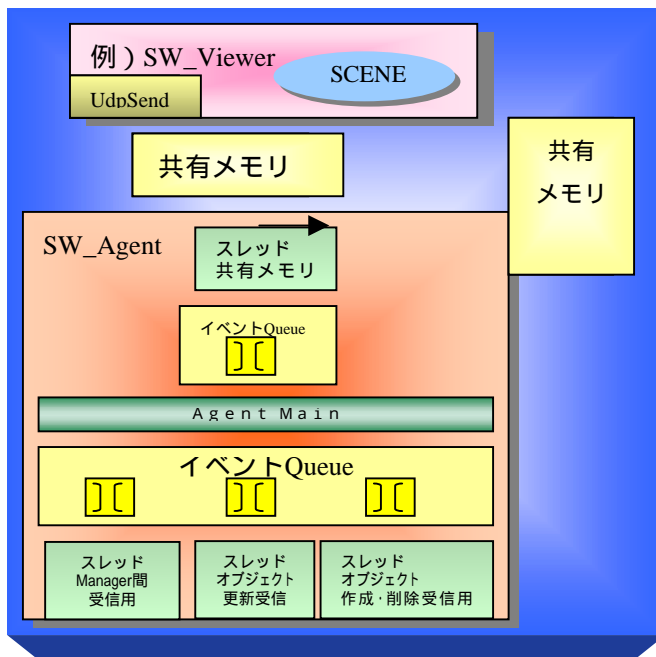 例）SW_Viewer
SCENE
UdpSend
共有メモリ
共有
メモリ
SW_Agent
スレッド
共有メモリ
イベントQueue
】【
Agent Main
イベントQueue
】【
】【
】【
スレッド
Manager間
受信用
スレッド
オブジェクト
更新受信
スレッド
オブジェクト
作成・削除受信用